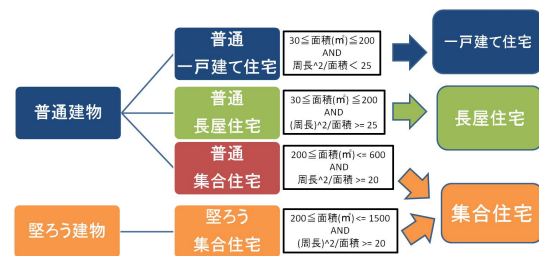 普通
一戸建て住宅
30≦面積(㎡)≦200
AND
周長^2/面積＜ 25
一戸建て住宅
普通建物
普通
長屋住宅
30≦面積(㎡)≦200
AND
(周長)^2/面積 >= 25
長屋住宅
普通
集合住宅
200≦面積(㎡)<= 600
AND
周長^2/面積 >= 20
集合住宅
堅ろう建物
堅ろう
集合住宅
200≦面積(㎡)<= 1500
AND
(周長)^2/面積 >= 20